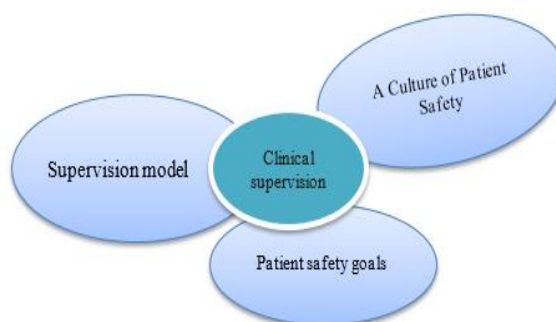 A Culture of Patient
Safety
Supervision model
Clinical
supervision
Patient safety goals